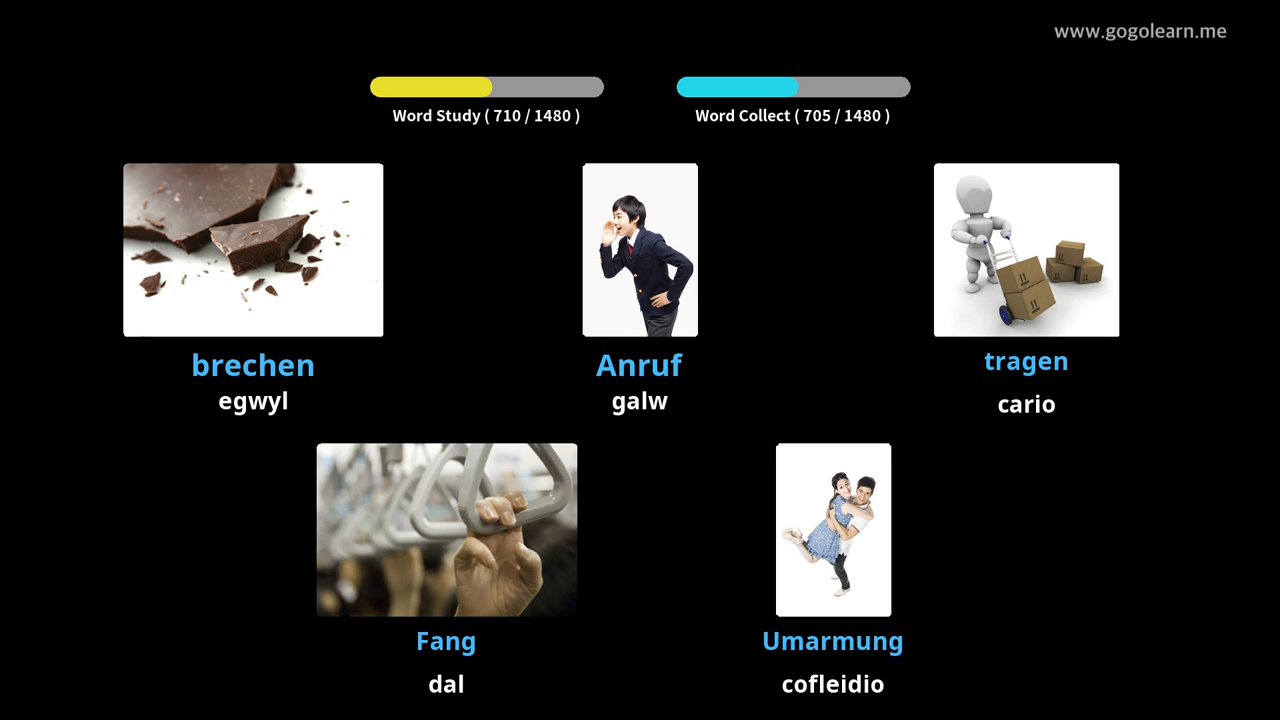 www.gogolearn.me
Word Study ( 710 / 1480 )
Word Collect ( 705 / 1480 )
brechen
egwyl
Anruf
galw
tragen
cario
Fang
dal
Umarmung
cofleidio